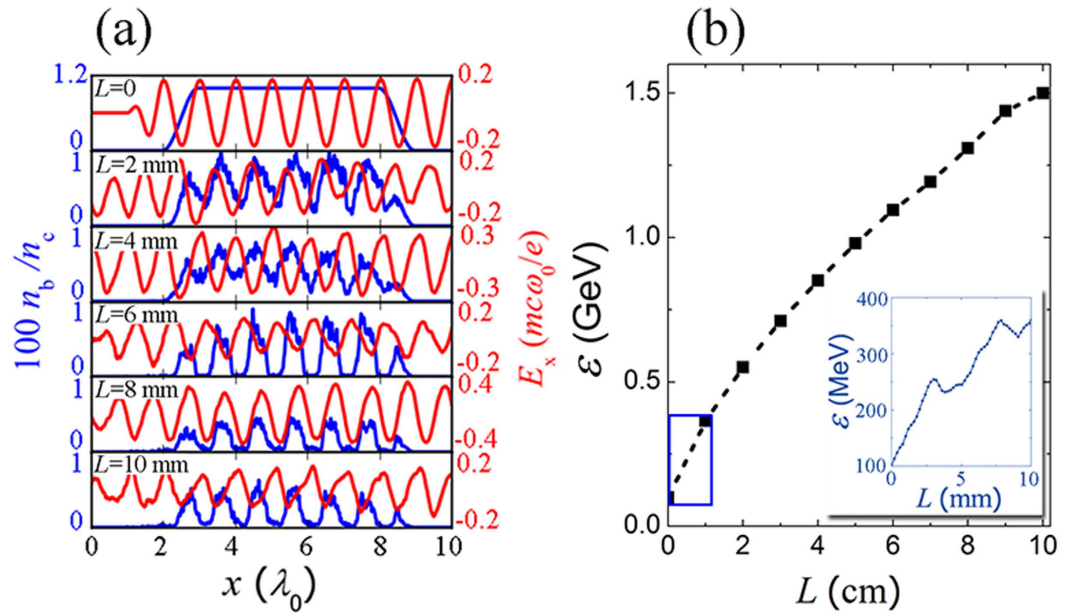 (a)
(b)
1.2
0
L=0
0.2
-0.2
1
0
L=2 mm
0.2
-0.2
1
0
L=4 mm
0.3
-0.3
1
0
L=6 mm
0.2
-0.2
1
0
L=8 mm
0.4
-0.4
1
0
L=10 mm
0.2
-0.2
0 2 4 6 8 10
x (λ₀)
100 n_b/n_c
E_x (mcω₀/e)
1.5
1.0
0.5
0.0
ε (GeV)
0 2 4 6 8 10
L (cm)
400
300
200
100
ε (MeV)
0 5 10
L (mm)